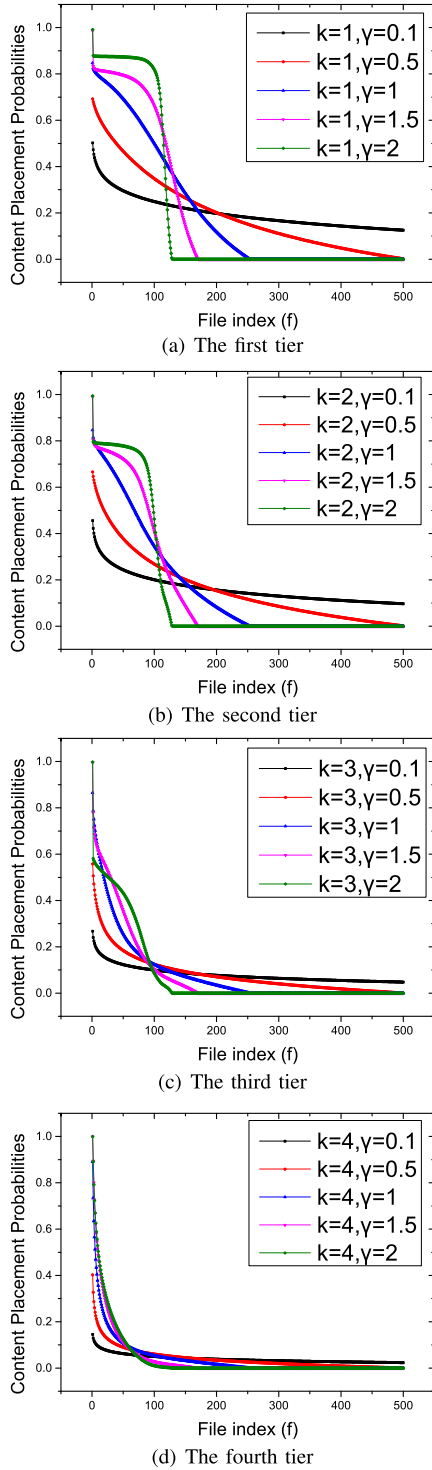 Content Placement Probabilities
1.0
0.8
0.6
0.4
0.2
0.0
k=1,γ=0.1
k=1,γ=0.5
k=1,γ=1
k=1,γ=1.5
k=1,γ=2
0 100 200 300 400 500
File index (f)
(a) The first tier
Content Placement Probabilities
1.0
0.8
0.6
0.4
0.2
0.0
k=2,γ=0.1
k=2,γ=0.5
k=2,γ=1
k=2,γ=1.5
k=2,γ=2
0 100 200 300 400 500
File index (f)
(b) The second tier
Content Placement Probabilities
1.0
0.8
0.6
0.4
0.2
0.0
k=3,γ=0.1
k=3,γ=0.5
k=3,γ=1
k=3,γ=1.5
k=3,γ=2
0 100 200 300 400 500
File index (f)
(c) The third tier
Content Placement Probabilities
1.0
0.8
0.6
0.4
0.2
0.0
k=4,γ=0.1
k=4,γ=0.5
k=4,γ=1
k=4,γ=1.5
k=4,γ=2
0 100 200 300 400 500
File index (f)
(d) The fourth tier